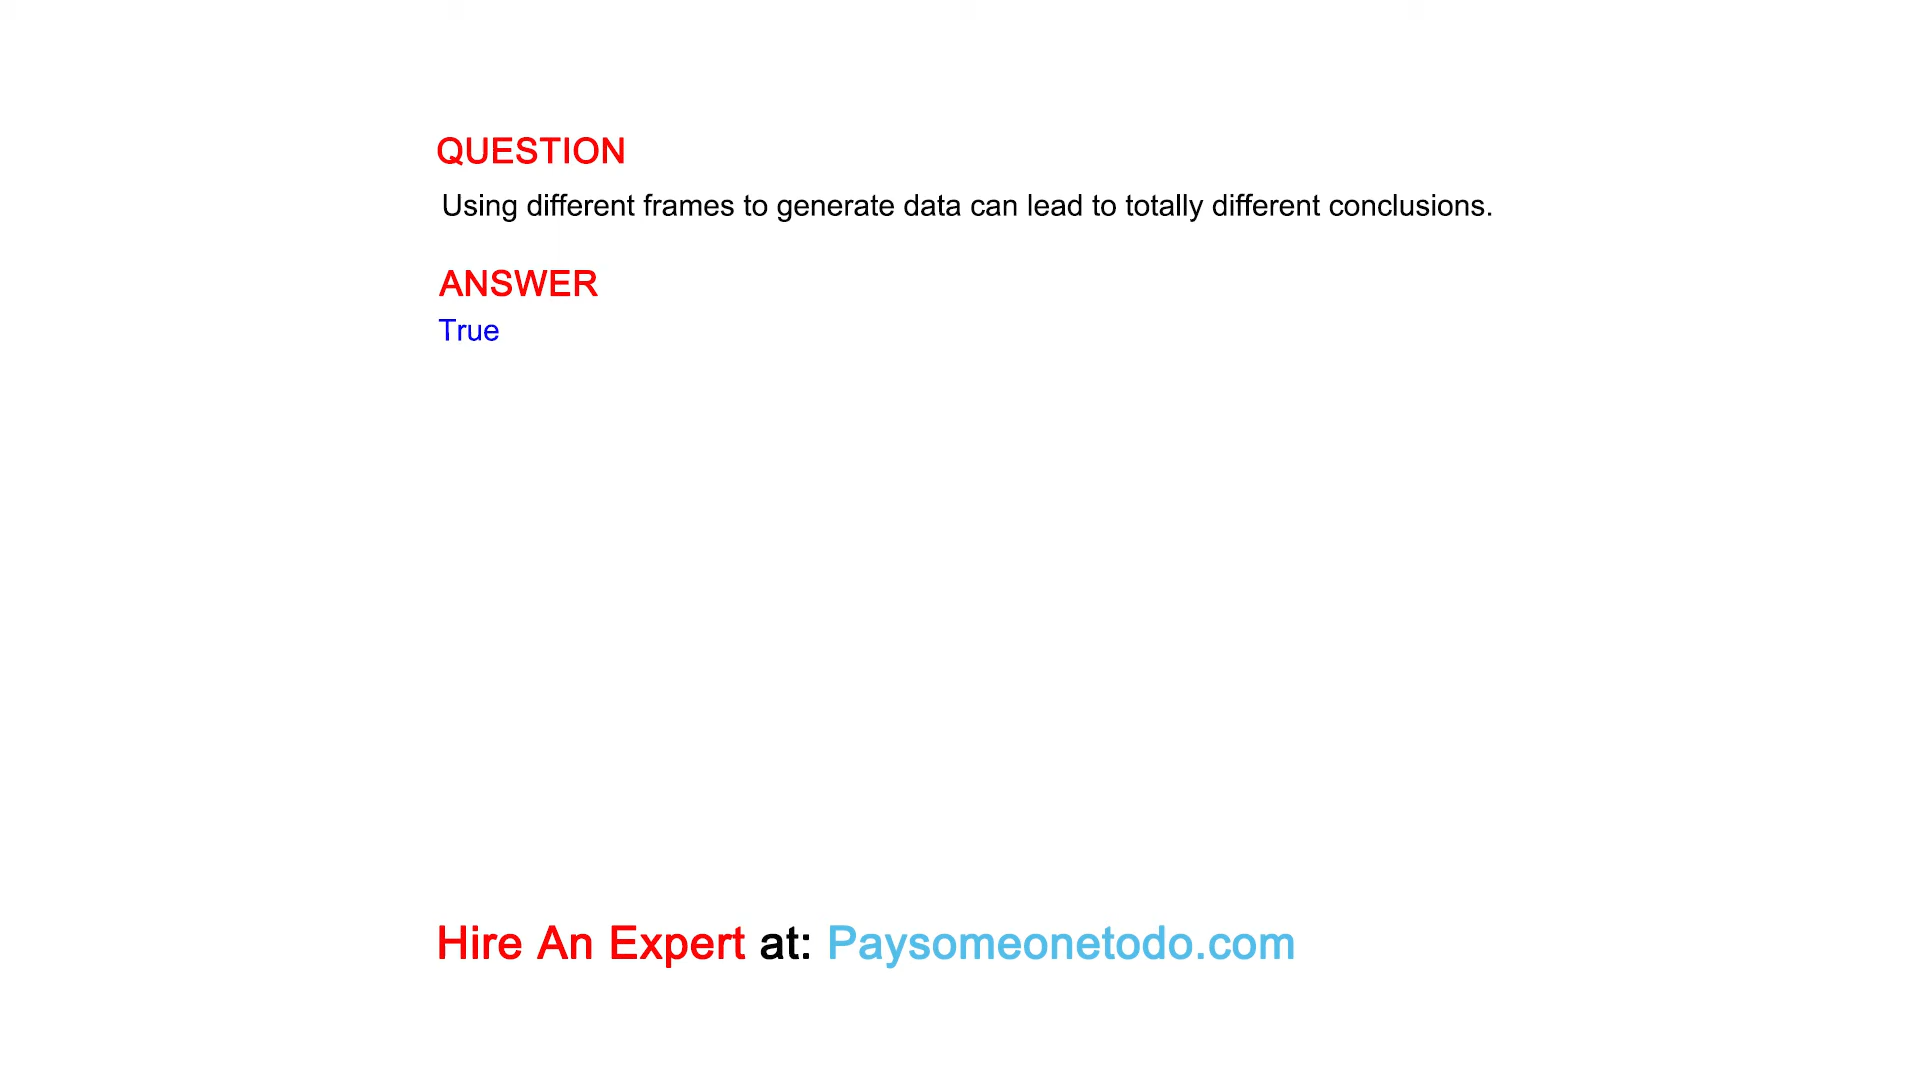 QUESTION
Using different frames to generate data can lead to totally different conclusions.
ANSWER
True
Hire An Expert at: Paysomeonetodo.com